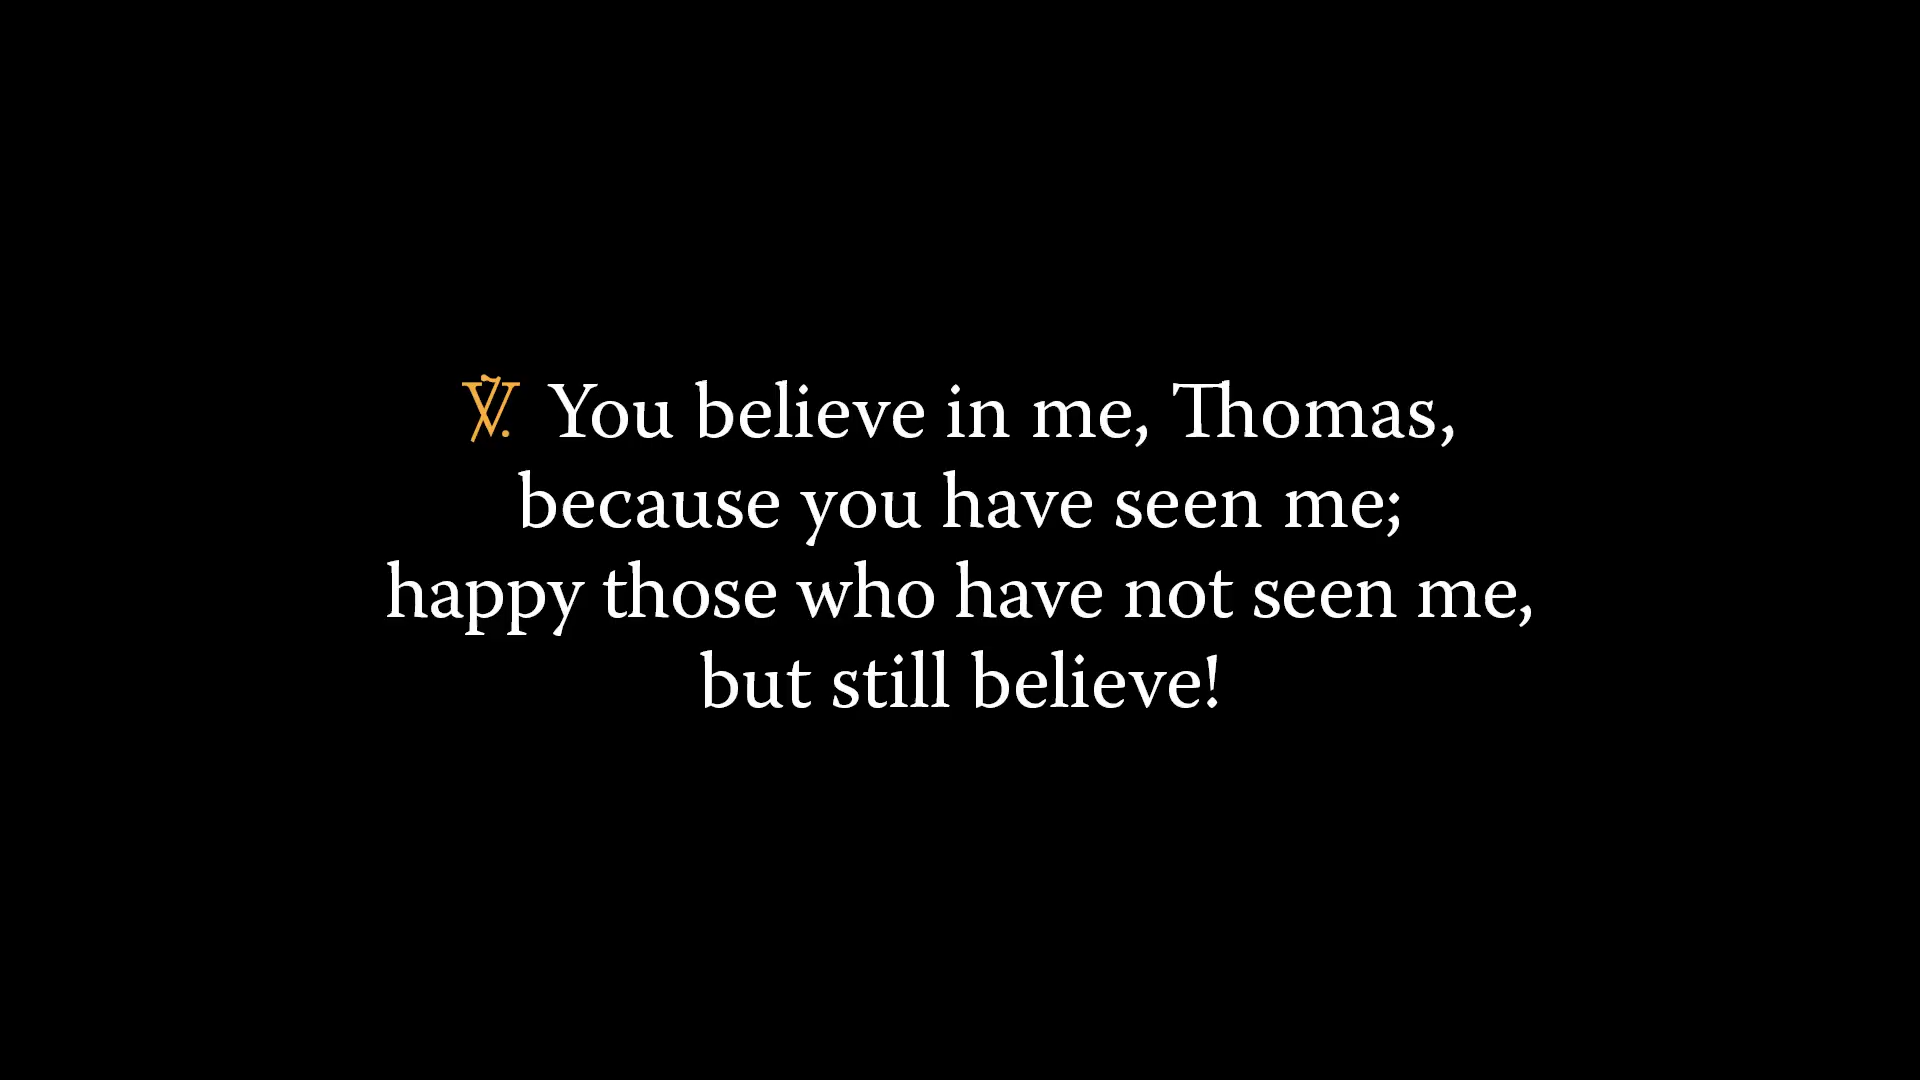 ℣. You believe in me, Thomas,
because you have seen me;
happy those who have not seen me,
but still believe!